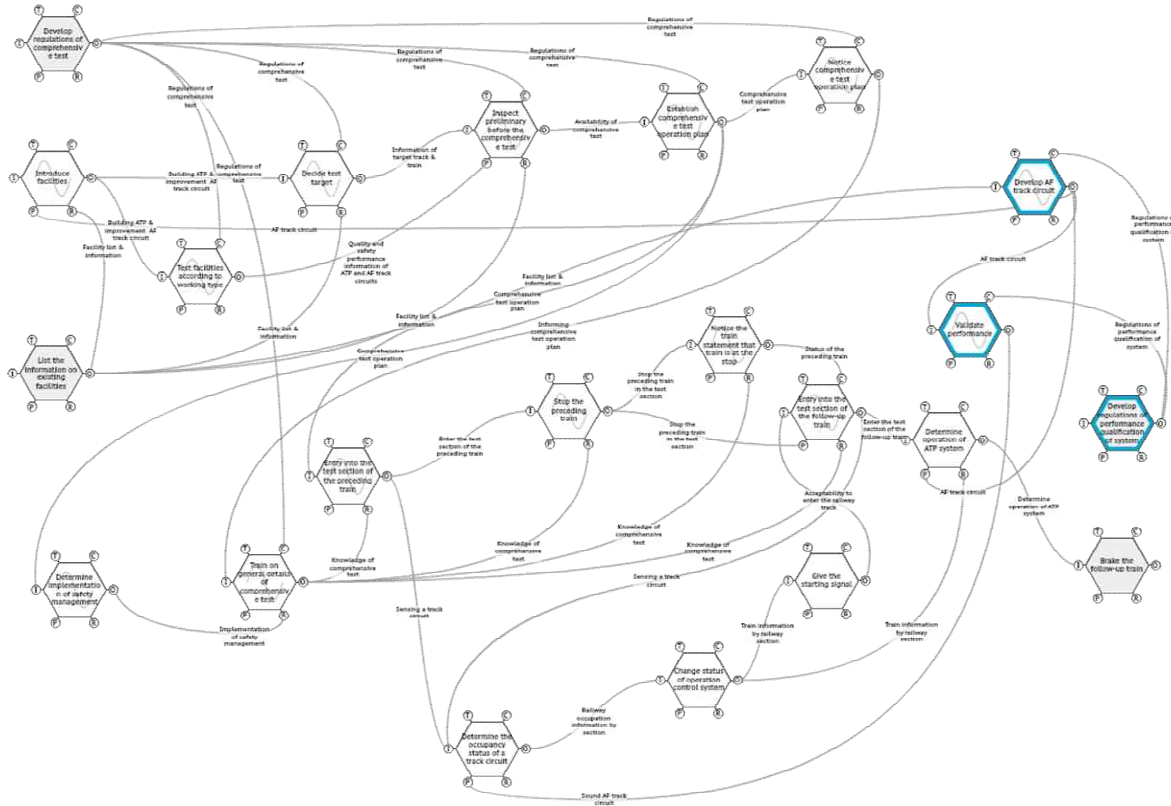 Develop
regulations of
comprehensiv
e test
Regulations of
comprehensive
test
Regulations of
comprehensive
test
Regulations of
comprehensive
test
Regulations of
comprehensive
test
Regulations of
comprehensive
test
Notice
comprehensiv
e test
operation plan
Comprehensive
test operation
plan
Establish
comprehensiv
e test
operation plan
Availability of
comprehensive
test
Inspect
preliminary
before the
comprehensiv
e test
Information of
target track &
train
Decide test
target
Building ATP &
improvement AF
track circuit
Regulations of
comprehensive
test
Introduce
facilities
Building ATP &
improvement AF
track circuit
Facility list &
information
AF track circuit
Develop AF
track circuit
Regulations of
performance
qualification of
system
Test facilities
according to
working type
Quality and
safety
performance
information of
ATP and AF track
circuits
AF track circuit
Facility list &
information
Comprehensive
test operation
plan
Facility list &
information
Informing
comprehensive
test operation
plan
Facility list &
information
Comprehensive
test operation
plan
List the
information on
existing
facilities
Notice the
train
statement that
train is at the
stop
Status of the
preceding train
Validate
performance
Regulations of
performance
qualification of
system
Stop the preceding train
in the test
section
Stop the
preceding
train
Stop the
preceding train
in the test
section
Entry into the
test section of
the follow-up
train
Enter the test
section of the
follow-up train
Determine
operation of
ATP system
Develop
regulations of
performance
qualification
of system
Enter the test
section of the
preceding train
Entry into the
test section of
the preceding
train
AF track circuit
Determine
operation of ATP
system
Acceptability to
enter the railway
track
Knowledge of
comprehensive
test
Knowledge of
comprehensive
test
Knowledge of
comprehensive
test
Knowledge of
comprehensive
test
Brake the
follow-up train
Determine
implementatio
n of safety
management
Train on
general details
of
comprehensiv
e test
Sensing a track
circuit
Give the
starting signal
Sensing a track
circuit
Implementation
of safety
management
Train information
by railway
section
Train information
by railway
section
Change status
of operation
control system
Railway
occupation
information by
section
Determine the
occupancy
status of a
track circuit
Sound AF track
circuit